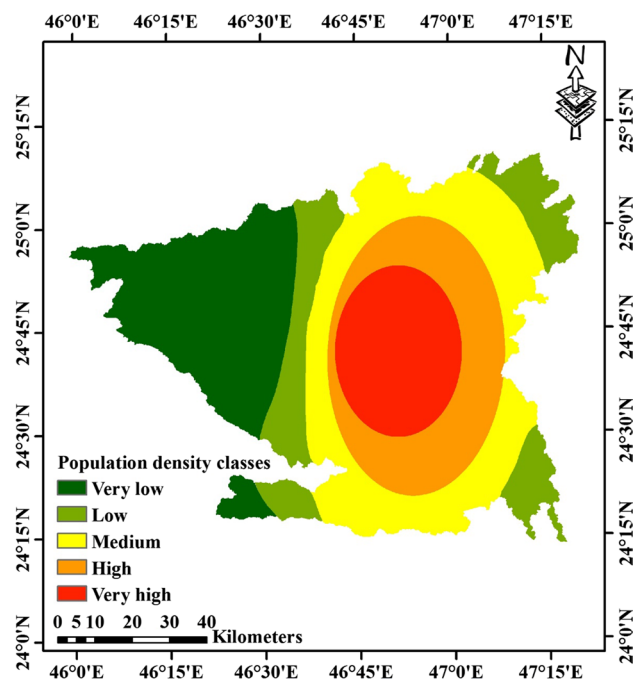 46°0'E 46°15'E 46°30'E 46°45'E 47°0'E 47°15'E
N
25°15'N 25°15'N
25°0'N 25°0'N
24°45'N 24°45'N
24°30'N 24°30'N
24°15'N 24°15'N
24°0'N 24°0'N
Population density classes
Very low
Low
Medium
High
Very high
0 5 10 20 30 40
Kilometers
46°0'E 46°15'E 46°30'E 46°45'E 47°0'E 47°15'E